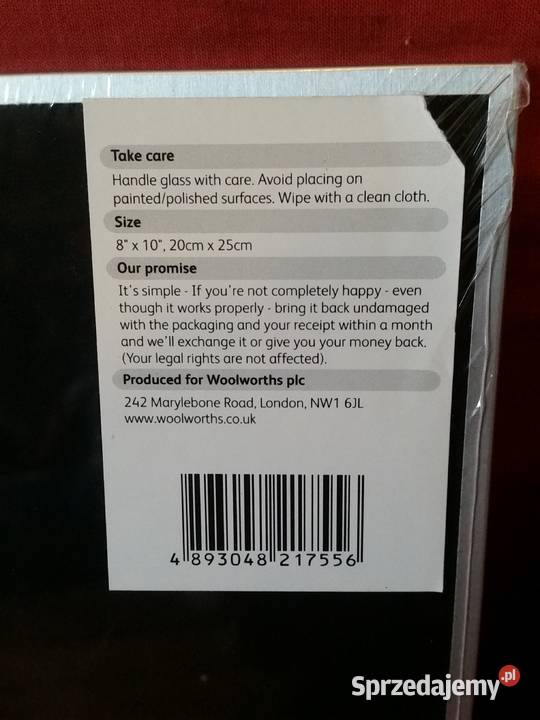 Take care
Handle glass with care. Avoid placing on
painted/polished surfaces. Wipe with a clean cloth.
Size
8" x 10", 20cm x 25cm
Our promise
It's simple - If you're not completely happy - even
though it works properly - bring it back undamaged
with the packaging and your receipt within a month
and we'll exchange it or give you your money back.
(Your legal rights are not affected).
Produced for Woolworths plc
242 Marylebone Road, London, NW1 6JL
www.woolworths.co.uk
4 893048 217556
Sprzedajemy.pl